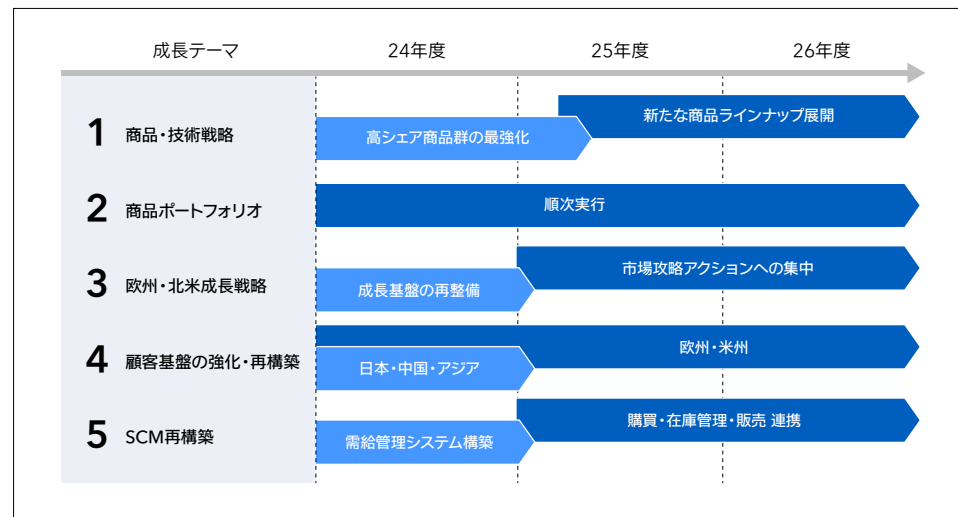 成長テーマ
24年度
25年度
26年度
1 商品・技術戦略
高シェア商品群の最強化
新たな商品ラインナップ展開
2 商品ポートフォリオ
順次実行
3 欧州・北米成長戦略
成長基盤の再整備
市場攻略アクションへの集中
4 顧客基盤の強化・再構築
日本・中国・アジア
欧州・米州
5 SCM再構築
需給管理システム構築
購買・在庫管理・販売 連携